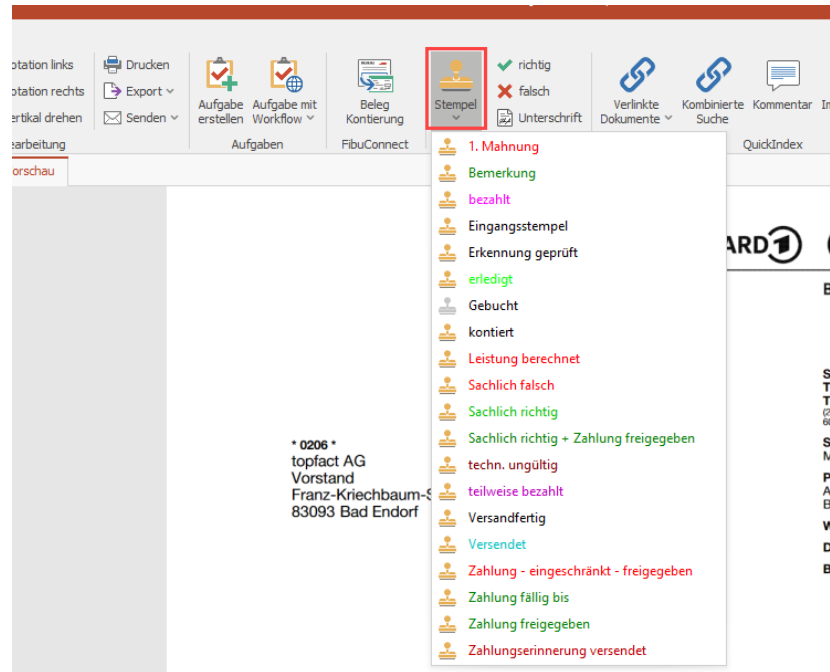 otation links
Drucken
richtig
otation rechts
Export
falsch
ertikal drehen
Senden
Aufgabe erstellen
Aufgabe mit Workflow
Beleg Kontierung
Stempel
Unterschrift
Verlinkte Dokumente
Kombinierte Suche
Kommentar
earbeitung
Aufgaben
FibuConnect
QuickIndex
orschau
1. Mahnung
Bemerkung
bezahlt
Eingangsstempel
Erkennung geprüft
erledigt
Gebucht
kontiert
Leistung berechnet
Sachlich falsch
Sachlich richtig
Sachlich richtig + Zahlung freigegeben
techn. ungültig
teilweise bezahlt
Versandfertig
Versendet
Zahlung - eingeschränkt - freigegeben
Zahlung fällig bis
Zahlung freigegeben
Zahlungserinnerung versendet
ARD 1
* 0206 *
topfact AG
Vorstand
Franz-Kriechbaum-S
83093 Bad Endorf